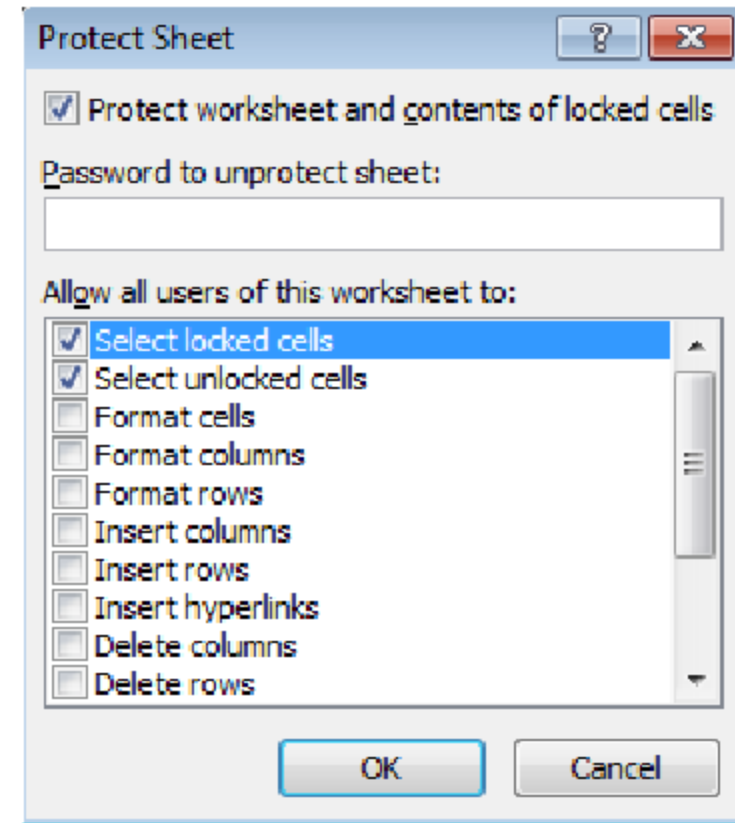 Protect Sheet
Protect worksheet and contents of locked cells
Password to unprotect sheet:
Allow all users of this worksheet to:
Select locked cells
Select unlocked cells
Format cells
Format columns
Format rows
Insert columns
Insert rows
Insert hyperlinks
Delete columns
Delete rows
OK Cancel